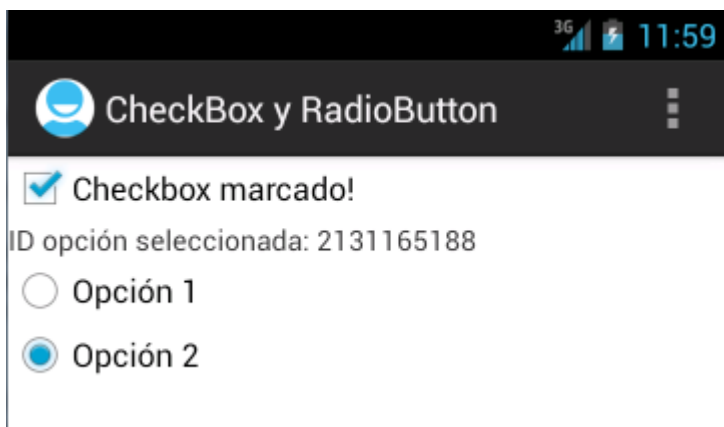 3G 11:59
CheckBox y RadioButton
Checkbox marcado!
ID opción seleccionada: 2131165188
Opción 1
Opción 2